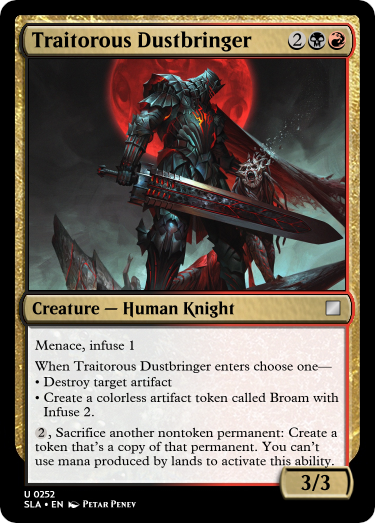 Traitorous Dustbringer 2
Creature — Human Knight
Menace, infuse 1
When Traitorous Dustbringer enters choose one—
• Destroy target artifact
• Create a colorless artifact token called Broam with
Infuse 2.
2, Sacrifice another nontoken permanent: Create a
token that's a copy of that permanent. You can't
use mana produced by lands to activate this ability.
3/3
U 0252
SLA • EN Petar Penev